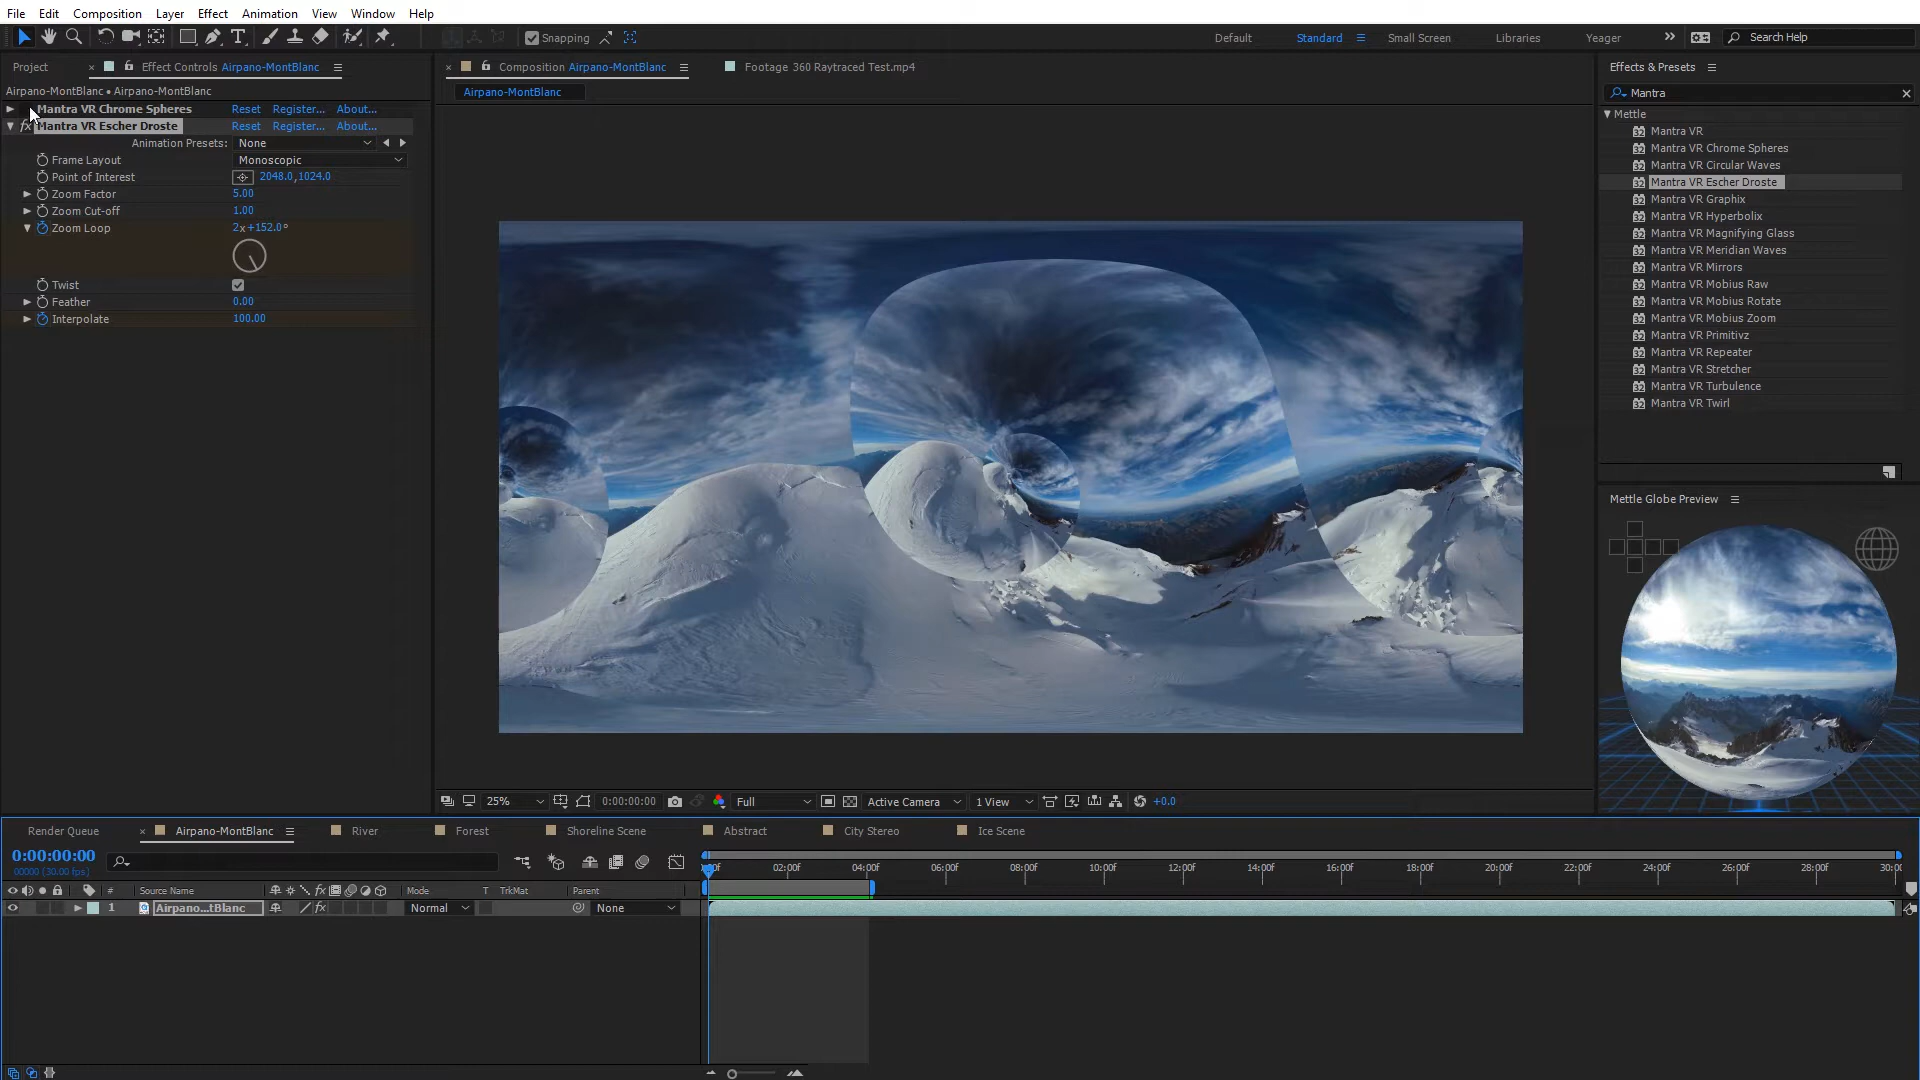 File Edit Composition Layer Effect Animation View Window Help
Snapping Default Standard Small Screen Libraries Yeager Search Help
Project Effect Controls Airpano-MontBlanc
Composition Airpano-MontBlanc Footage 360 Raytraced Test.mp4
Effects & Presets
Airpano-MontBlanc • Airpano-MontBlanc
Airpano-MontBlanc
Mantra
Mantra VR Chrome Spheres Reset Register... About...
Mantra VR Escher Droste Reset Register... About...
Animation Presets: None
Frame Layout Monoscopic
Point of Interest 2048.0,1024.0
Zoom Factor 5.00
Zoom Cut-off 1.00
Zoom Loop 2x+152.0°
Twist
Feather 0.00
Interpolate 100.00
Mettle
Mantra VR
Mantra VR Chrome Spheres
Mantra VR Circular Waves
Mantra VR Escher Droste
Mantra VR Graphix
Mantra VR Hyperbolix
Mantra VR Magnifying Glass
Mantra VR Meridian Waves
Mantra VR Mirrors
Mantra VR Mobius Raw
Mantra VR Mobius Rotate
Mantra VR Mobius Zoom
Mantra VR Primitivz
Mantra VR Repeater
Mantra VR Stretcher
Mantra VR Turbulence
Mantra VR Twirl
Mettle Globe Preview
25% 0:00:00:00 Full Active Camera 1 View +0.0
Render Queue Airpano-MontBlanc River Forest Shoreline Scene Abstract City Stereo Ice Scene
0:00:00:00
00000 (30.00 fps)
02:00f 04:00f 06:00f 08:00f 10:00f 12:00f 14:00f 16:00f 18:00f 20:00f 22:00f 24:00f 26:00f 28:00f
# Source Name Mode T TrkMat Parent
1 Airpano...tBlanc Normal None